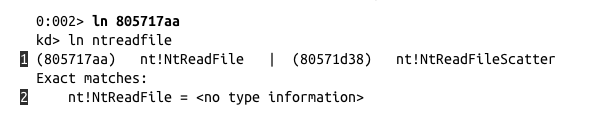 0:002> ln 805717aa
kd> ln ntreadfile
1 (805717aa)   nt!NtReadFile   |  (80571d38)   nt!NtReadFileScatter
Exact matches:
2     nt!NtReadFile = <no type information>